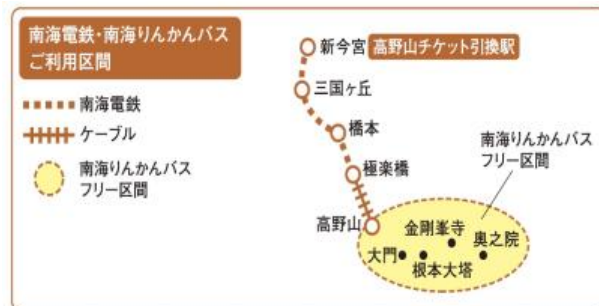 南海電鉄・南海りんかんバス
ご利用区間
南海電鉄
ケーブル
南海りんかんバス
フリー区間
新今宮 高野山チケット引換駅
三国ヶ丘
橋本
極楽橋
高野山
南海りんかんバス
フリー区間
金剛峯寺
奥之院
大門
根本大塔